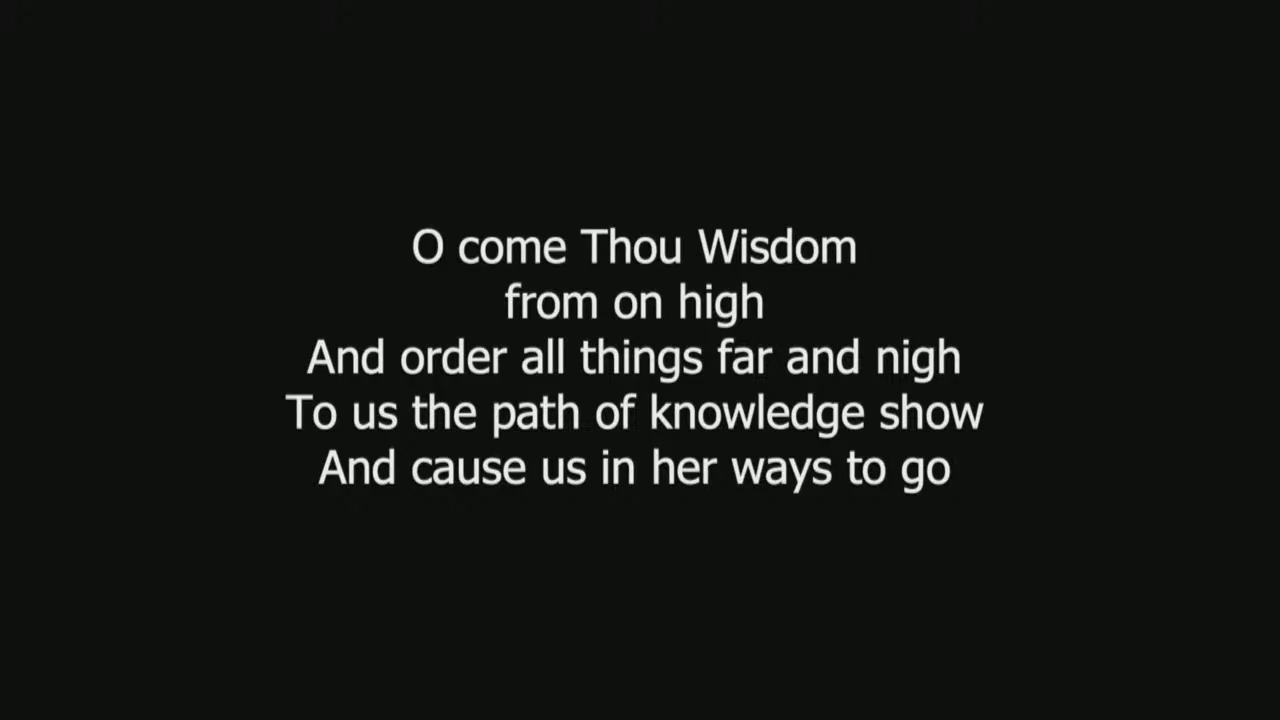 O come Thou Wisdom
from on high
And order all things far and nigh
To us the path of knowledge show
And cause us in her ways to go